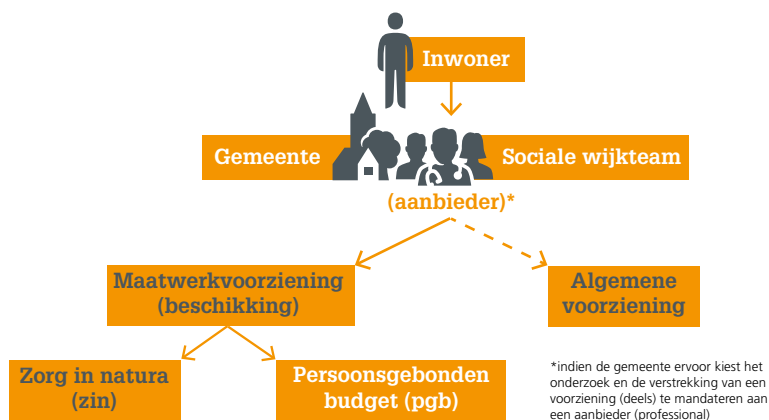 Inwoner
Gemeente
Sociale wijkteam
(aanbieder)*
Maatwerkvoorziening
(beschikking)
Algemene
voorziening
Zorg in natura
(zin)
Persoonsgebonden
budget (pgb)
*indien de gemeente ervoor kiest het
onderzoek en de verstrekking van een
voorziening (deels) te mandateren aan
een aanbieder (professional)